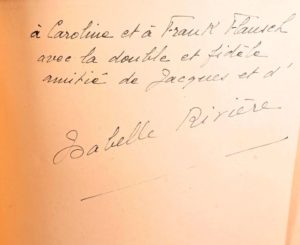 à Caroline et à Frank Flausch
avec la double et fidèle
amitié de Jacques et d'
Isabelle Rivière